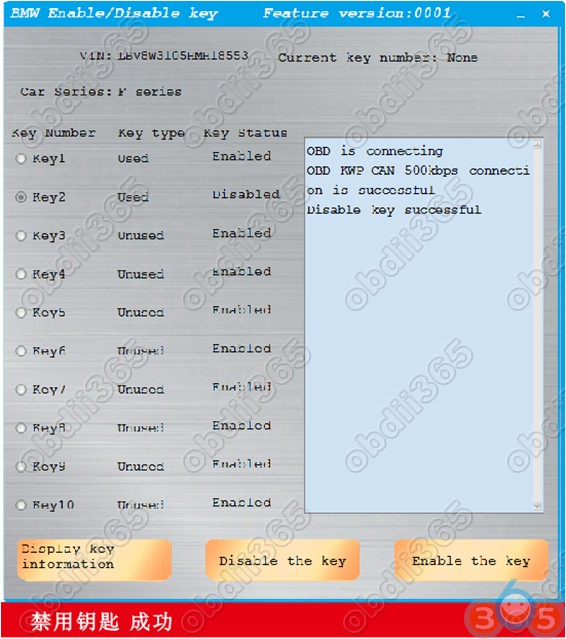 BMW Enable/Disable key Feature version:0001
VIN: LBV8W3105HMH18553 Current key number: None
Car Series: F series
Key Number Key type Key Status
Key1 Used Enabled
Key2 Used Disabled
Key3 Unused Enabled
Key4 Unused Enabled
Key5 Unused Enabled
Key6 Unused Enabled
Key7 Unused Enabled
Key8 Unused Enabled
Key9 Unused Enabled
Key10 Unused Enabled
OBD is connecting
OBD KWP CAN 500kbps connecti
on is successful
Disable key successful
Display key
information
Disable the key
Enable the key
禁用钥匙 成功
365
obdii365